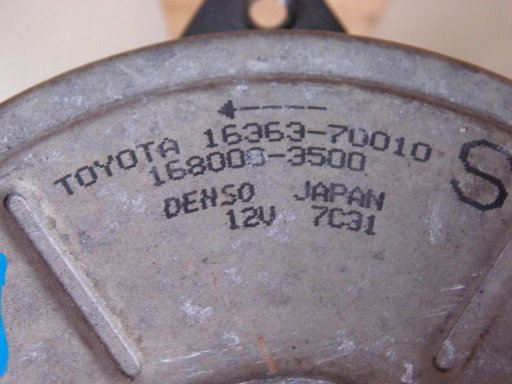 TOYOTA 16363-70010
168000-3500
DENSO JAPAN
12V 7C31
S